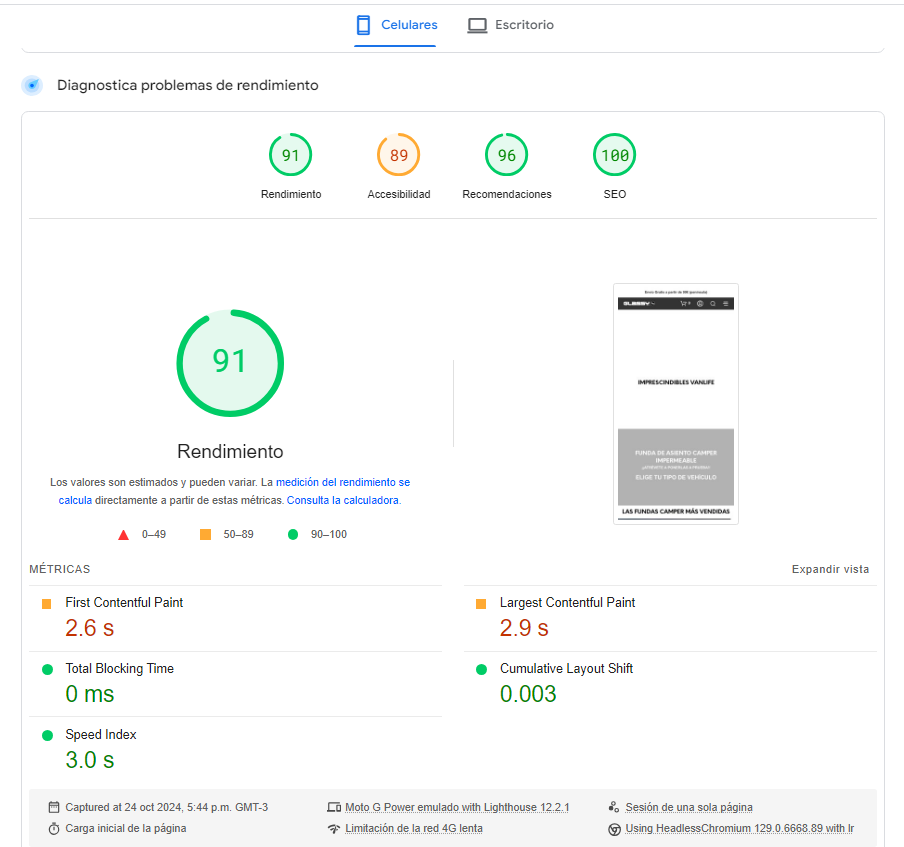 Celulares
Escritorio
Diagnostica problemas de rendimiento
91
89
96
100
Rendimiento
Accesibilidad
Recomendaciones
SEO
91
Rendimiento
Los valores son estimados y pueden variar. La medición del rendimiento se
calcula directamente a partir de estas métricas. Consulta la calculadora.
0–49
50–89
90–100
IMPRESCINDIBLES VANLIFE
FUNDA DE ASIENTO CAMPER
IMPERMEABLE
ELIGE TU TIPO DE VEHÍCULO
LAS FUNDAS CAMPER MÁS VENDIDAS
MÉTRICAS
Expandir vista
First Contentful Paint
2.6 s
Largest Contentful Paint
2.9 s
Total Blocking Time
0 ms
Cumulative Layout Shift
0.003
Speed Index
3.0 s
Captured at 24 oct 2024, 5:44 p.m. GMT-3
Moto G Power emulado with Lighthouse 12.2.1
Sesión de una sola página
Carga inicial de la página
Limitación de la red 4G lenta
Using HeadlessChromium 129.0.6668.89 with lr